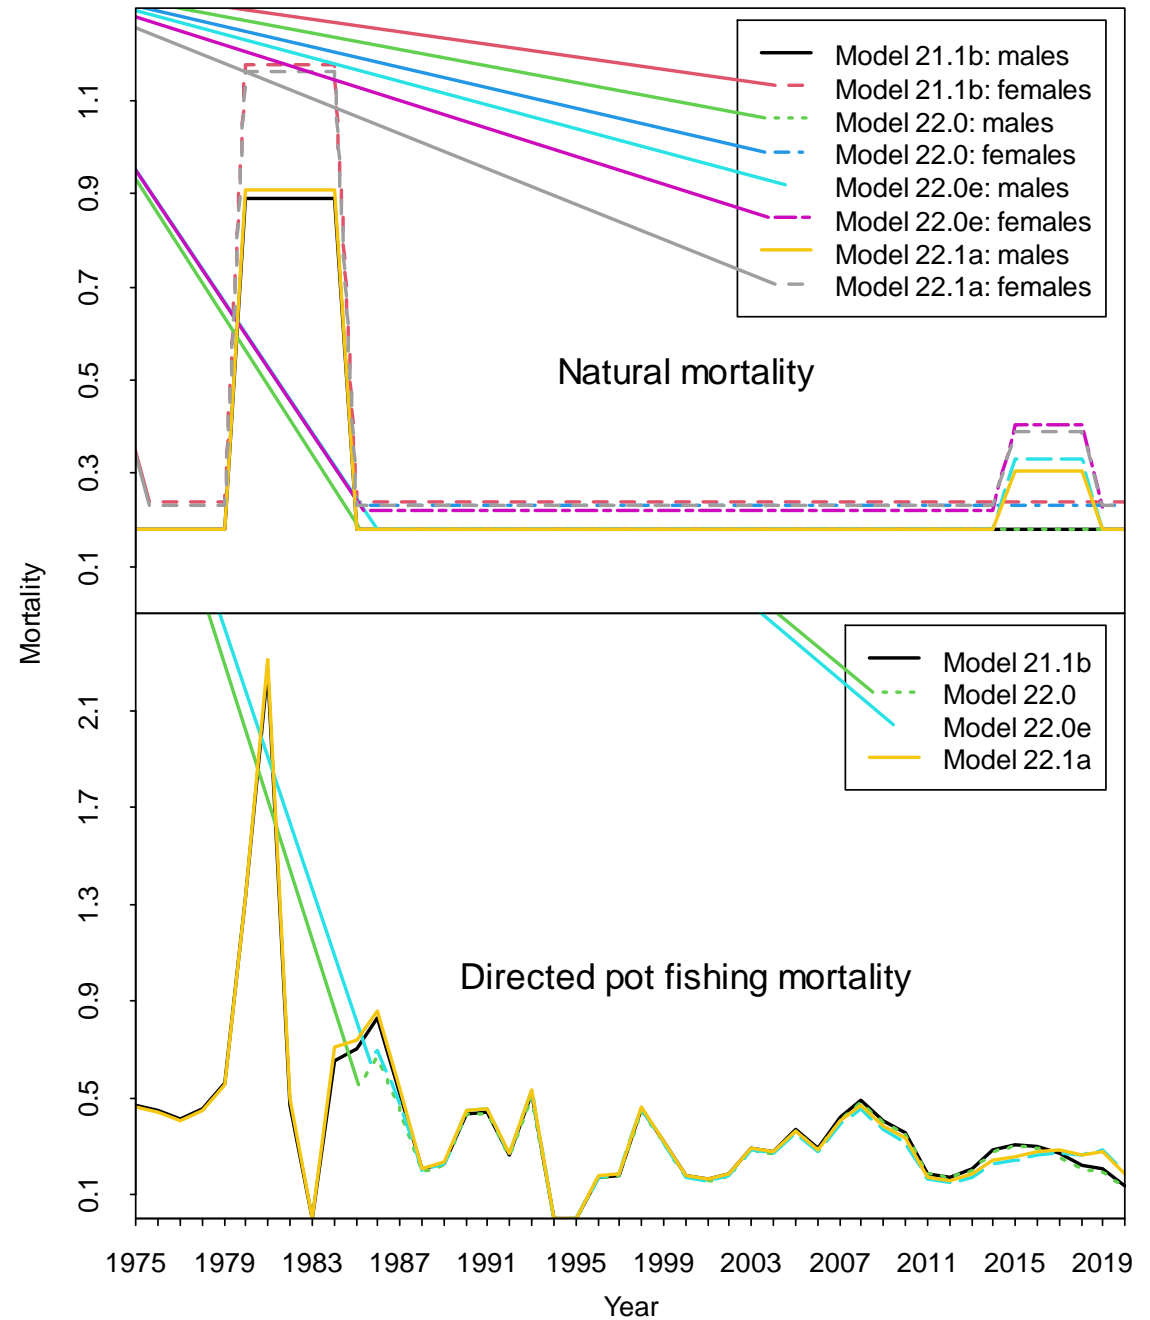 Model 21.1b: males
Model 21.1b: females
Model 22.0: males
Model 22.0: females
Model 22.0e: males
Model 22.0e: females
Model 22.1a: males
Model 22.1a: females
Natural mortality
1.1
0.9
0.7
0.5
0.3
0.1
Mortality
Model 21.1b
Model 22.0
Model 22.0e
Model 22.1a
Directed pot fishing mortality
2.1
1.7
1.3
0.9
0.5
0.1
1975 1979 1983 1987 1991 1995 1999 2003 2007 2011 2015 2019
Year